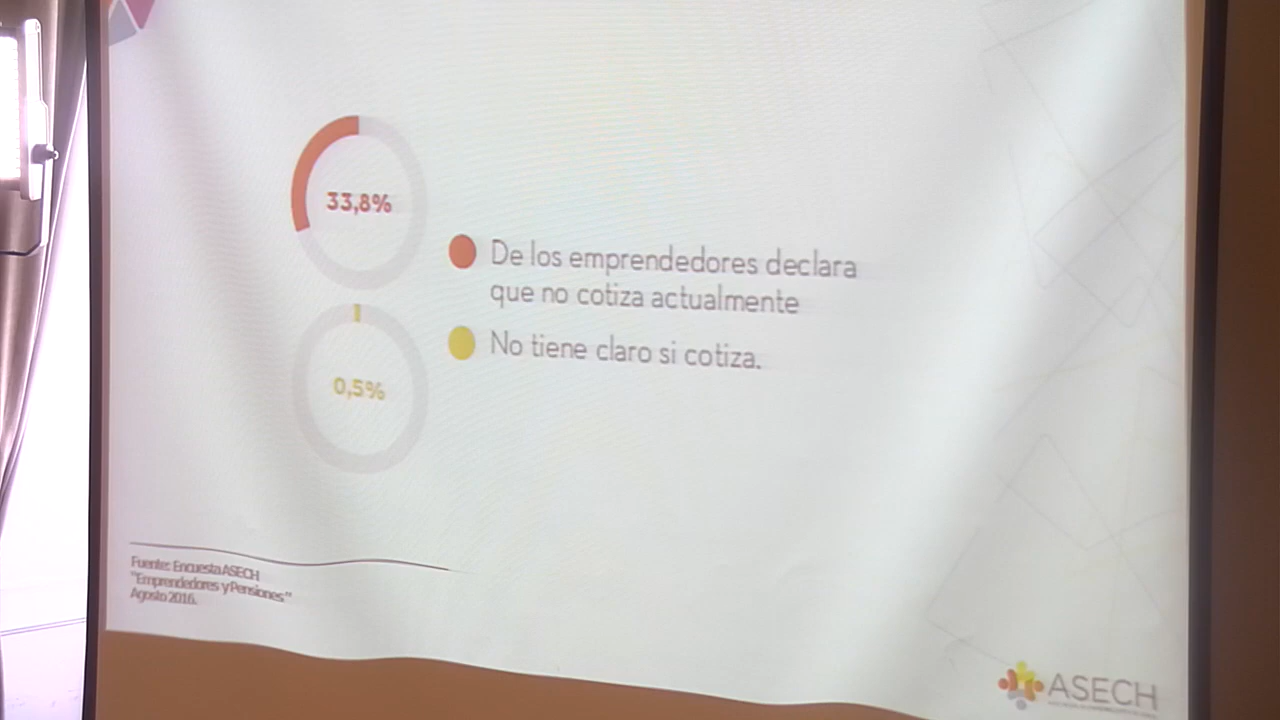 33,8%
De los emprendedores declara
que no cotiza actualmente
No tiene claro si cotiza.
0,5%
Fuente: Encuesta ASECH
"Emprendedores y Pensiones"
Agosto 2016.
ASECH